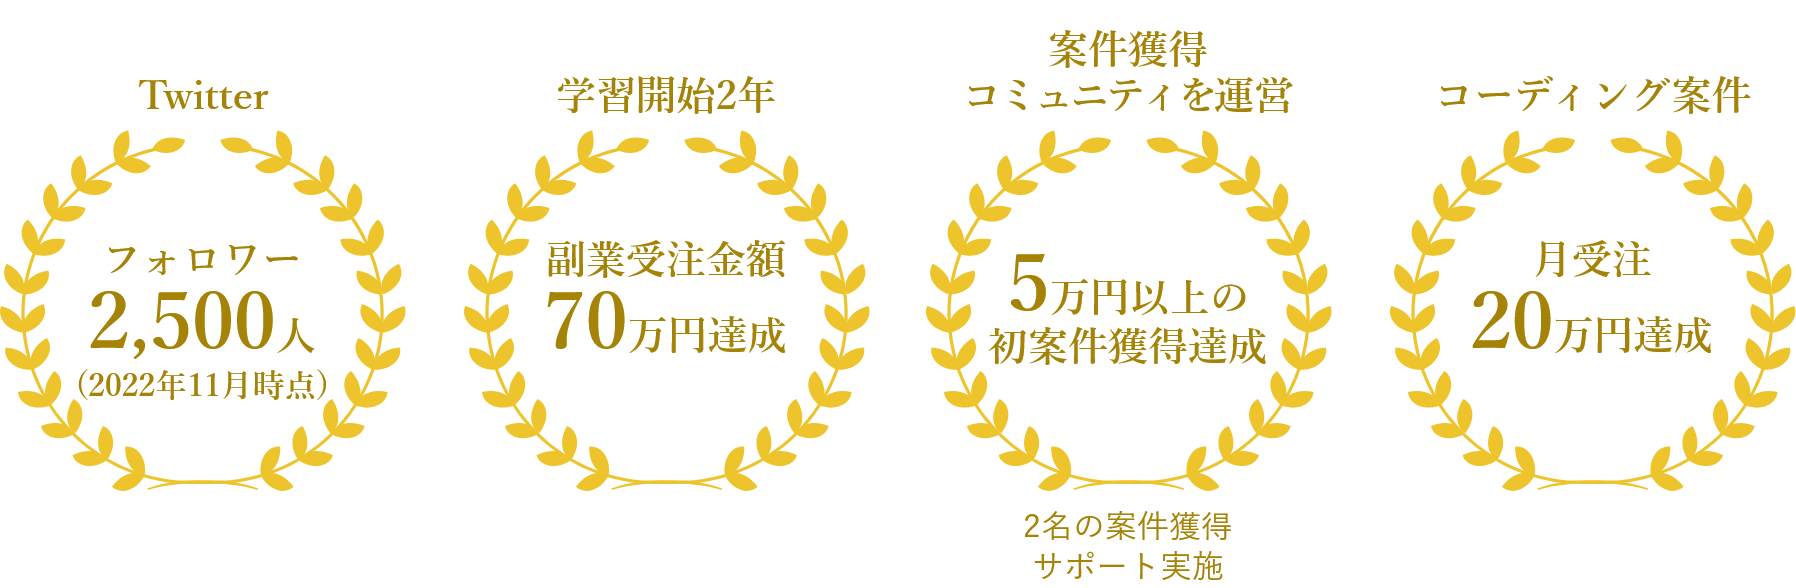 Twitter
フォロワー
2,500人
（2022年11月時点）
学習開始2年
副業受注金額
70万円達成
案件獲得
コミュニティを運営
5万円以上の
初案件獲得達成
2名の案件獲得
サポート実施
コーディング案件
月受注
20万円達成